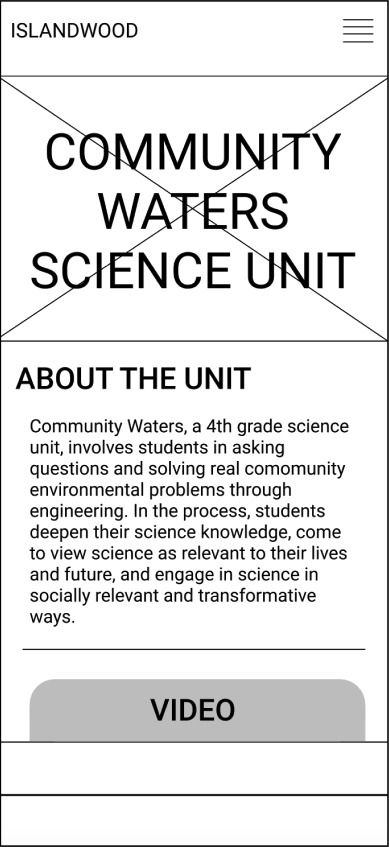 ISLANDWOOD
COMMUNITY
WATERS
SCIENCE UNIT
ABOUT THE UNIT
Community Waters, a 4th grade science
unit, involves students in asking
questions and solving real comomunity
environmental problems through
engineering. In the process, students
deepen their science knowledge, come
to view science as relevant to their lives
and future, and engage in science in
socially relevant and transformative
ways.
VIDEO